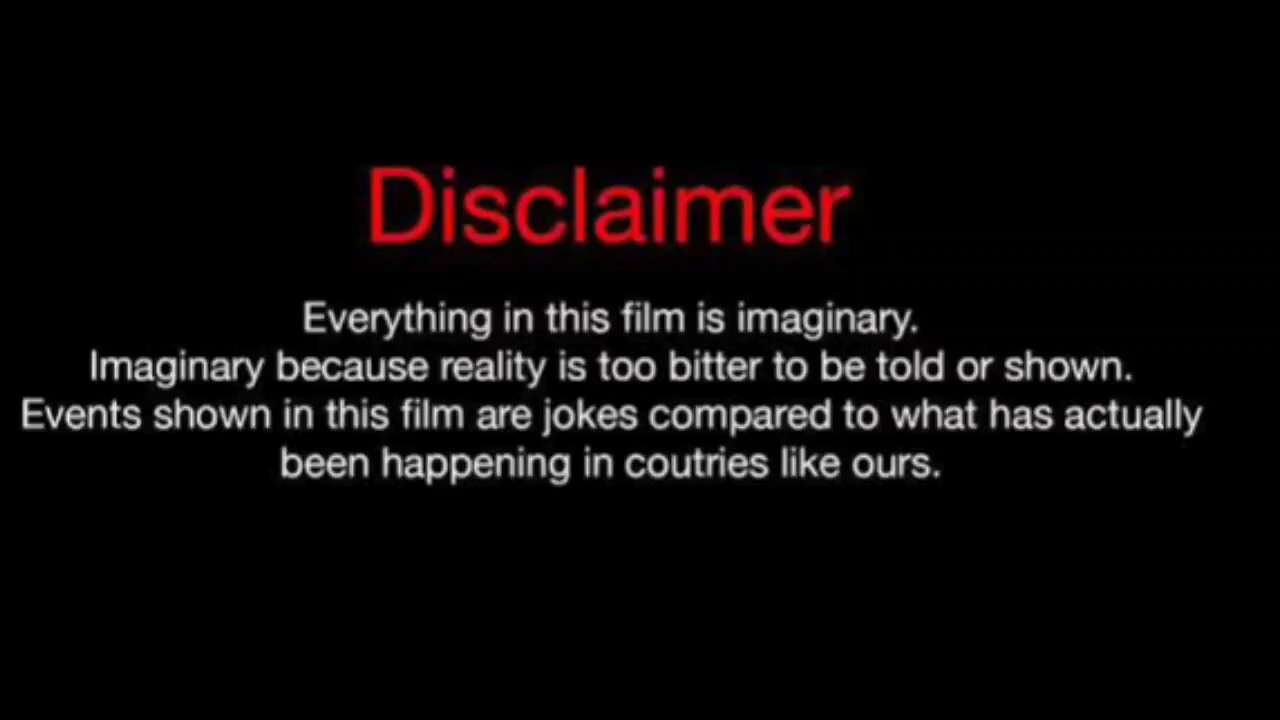 Disclaimer
Everything in this film is imaginary.
Imaginary because reality is too bitter to be told or shown.
Events shown in this film are jokes compared to what has actually
been happening in coutries like ours.